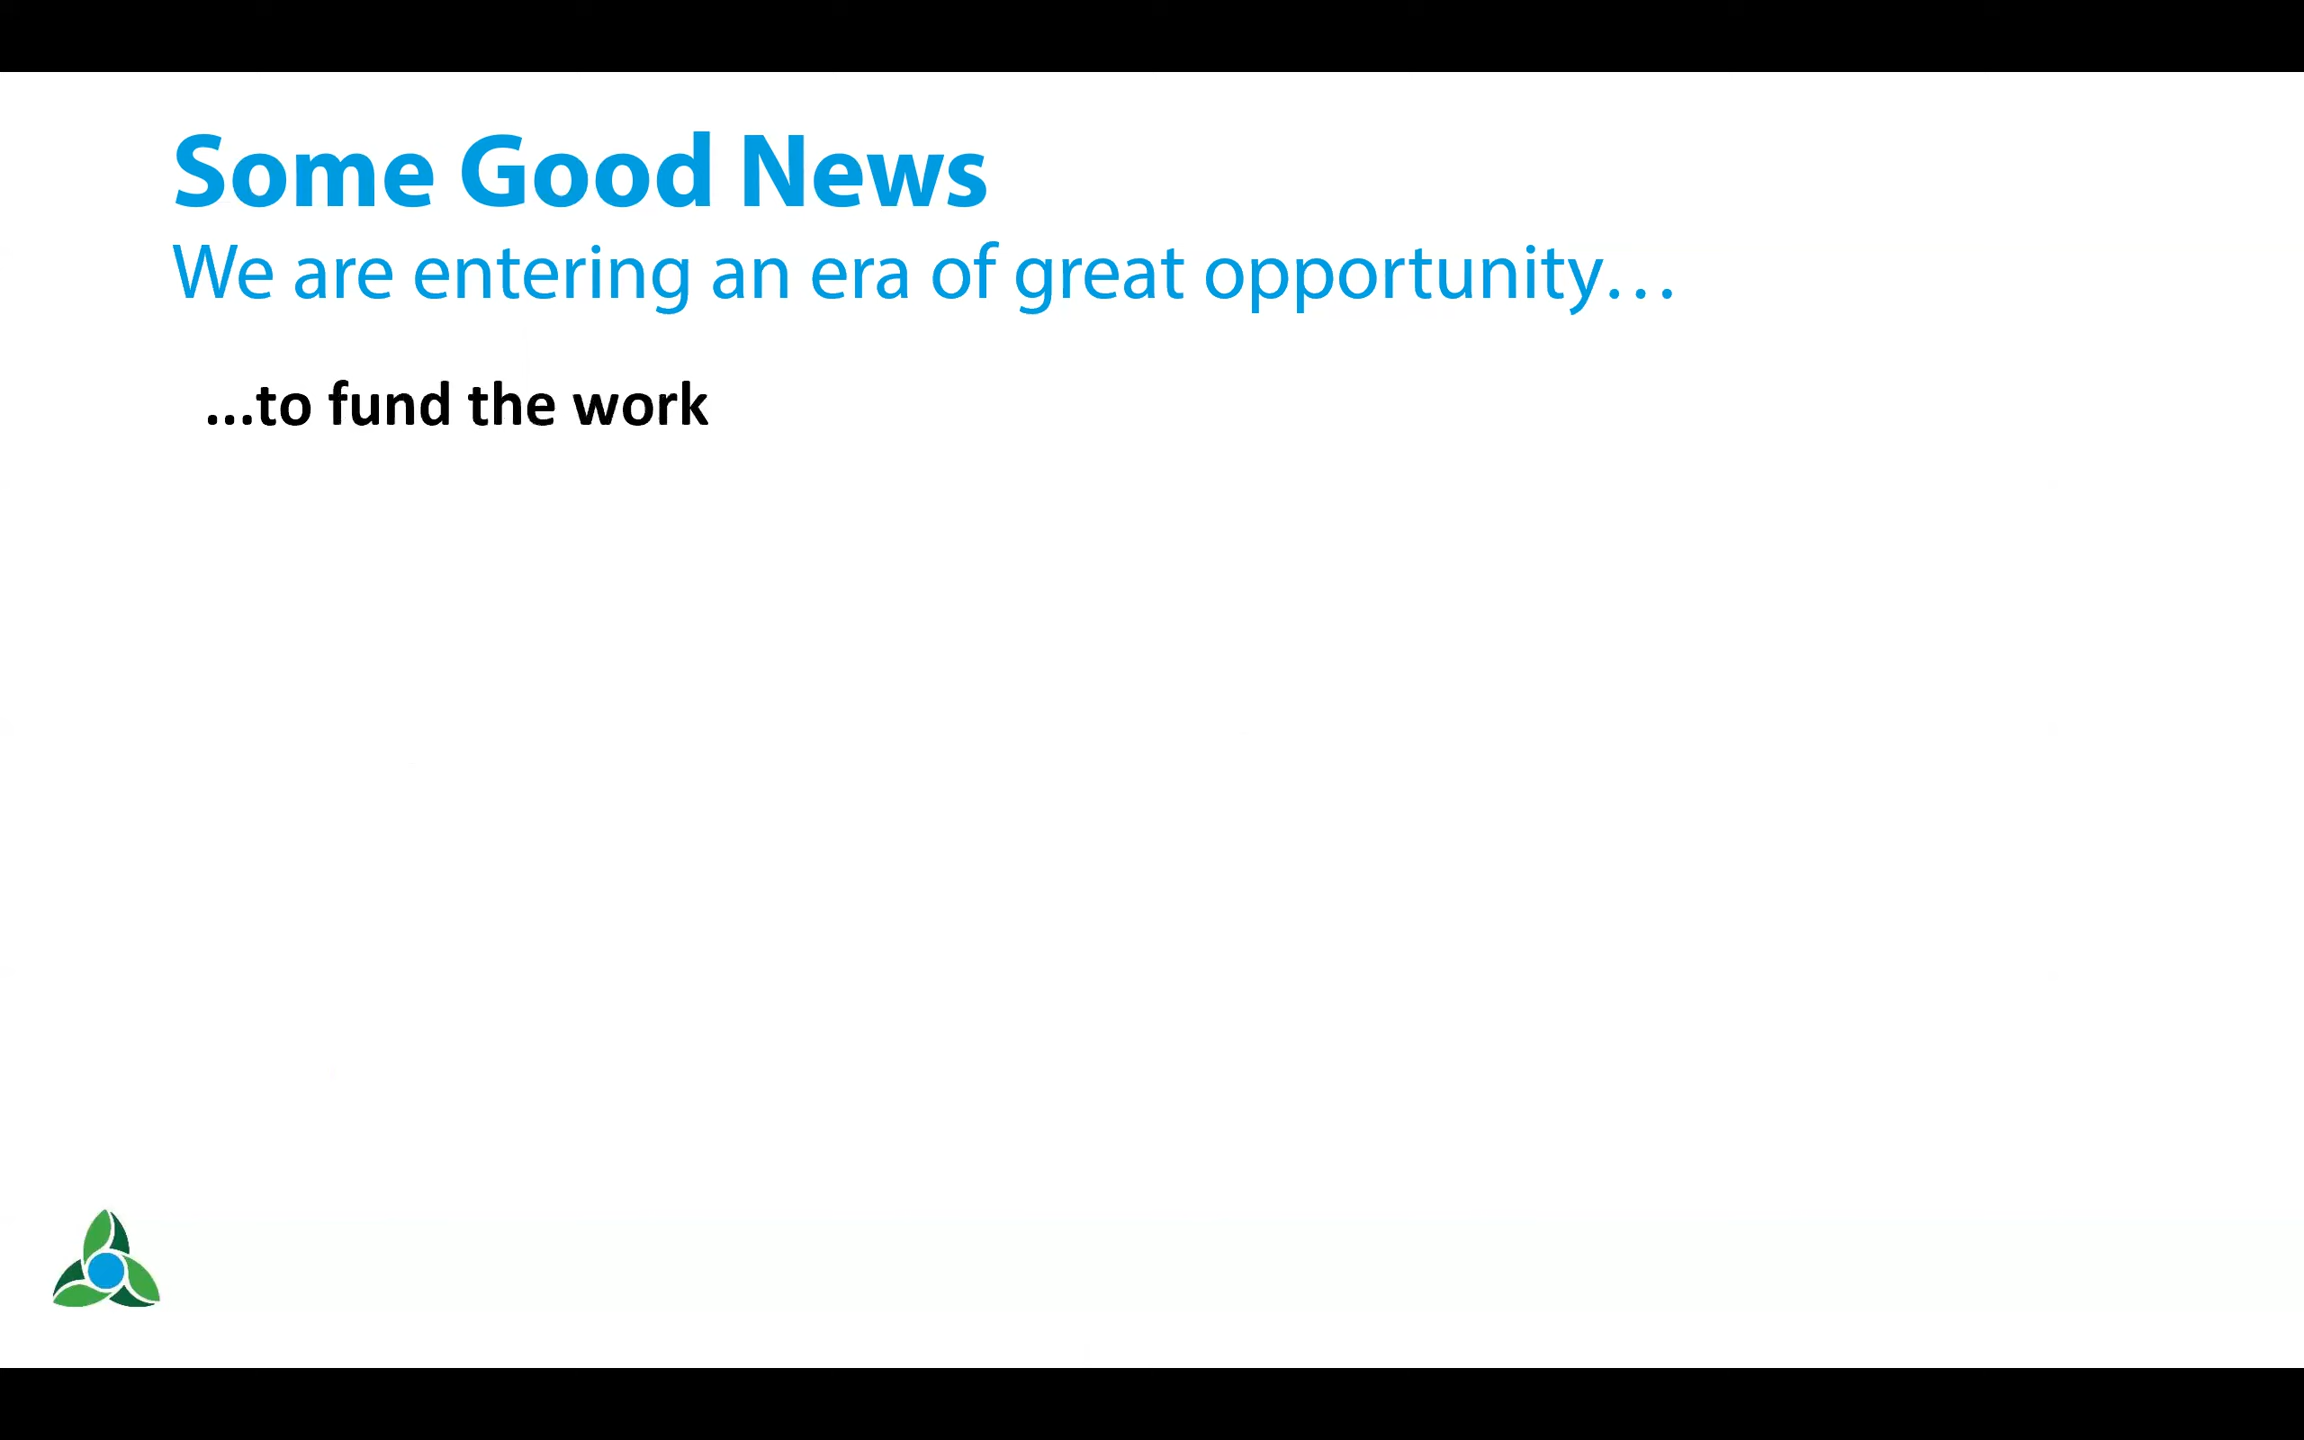 Some Good News
We are entering an era of great opportunity…
...to fund the work